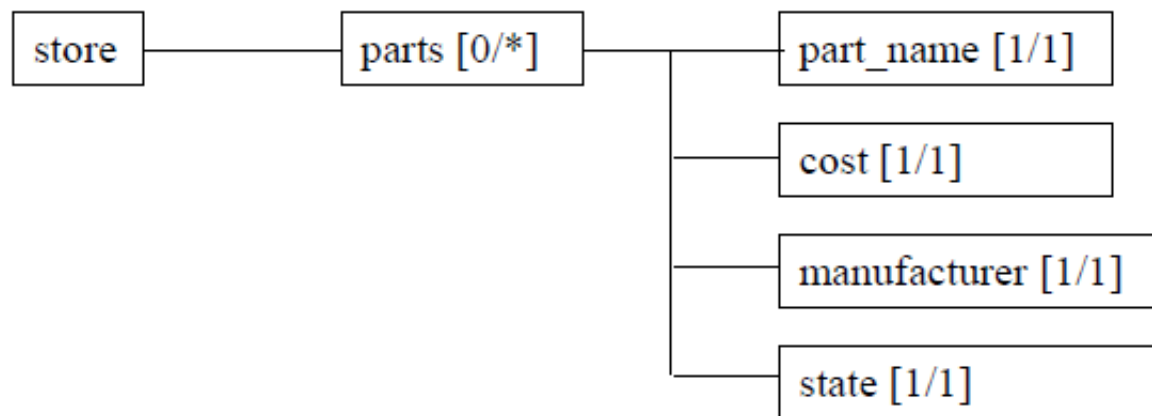 store
parts [0/*]
part_name [1/1]
cost [1/1]
manufacturer [1/1]
state [1/1]